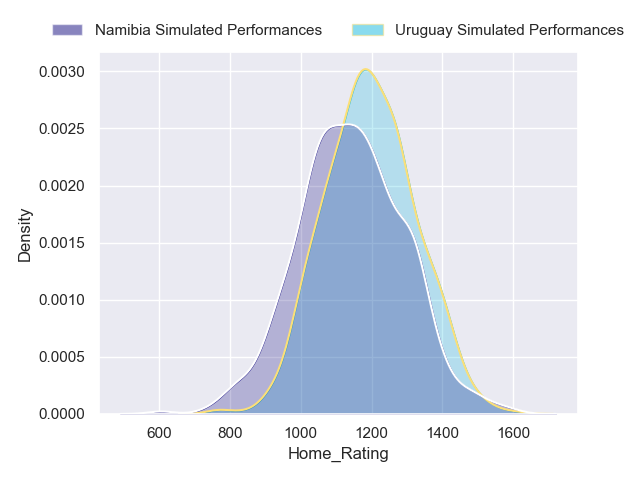 Namibia Simulated Performances Uruguay Simulated Performances
0.0030
0.0025
0.0020
0.0015
0.0010
0.0005
0.0000
Density
600 800 1000 1200 1400 1600
Home_Rating